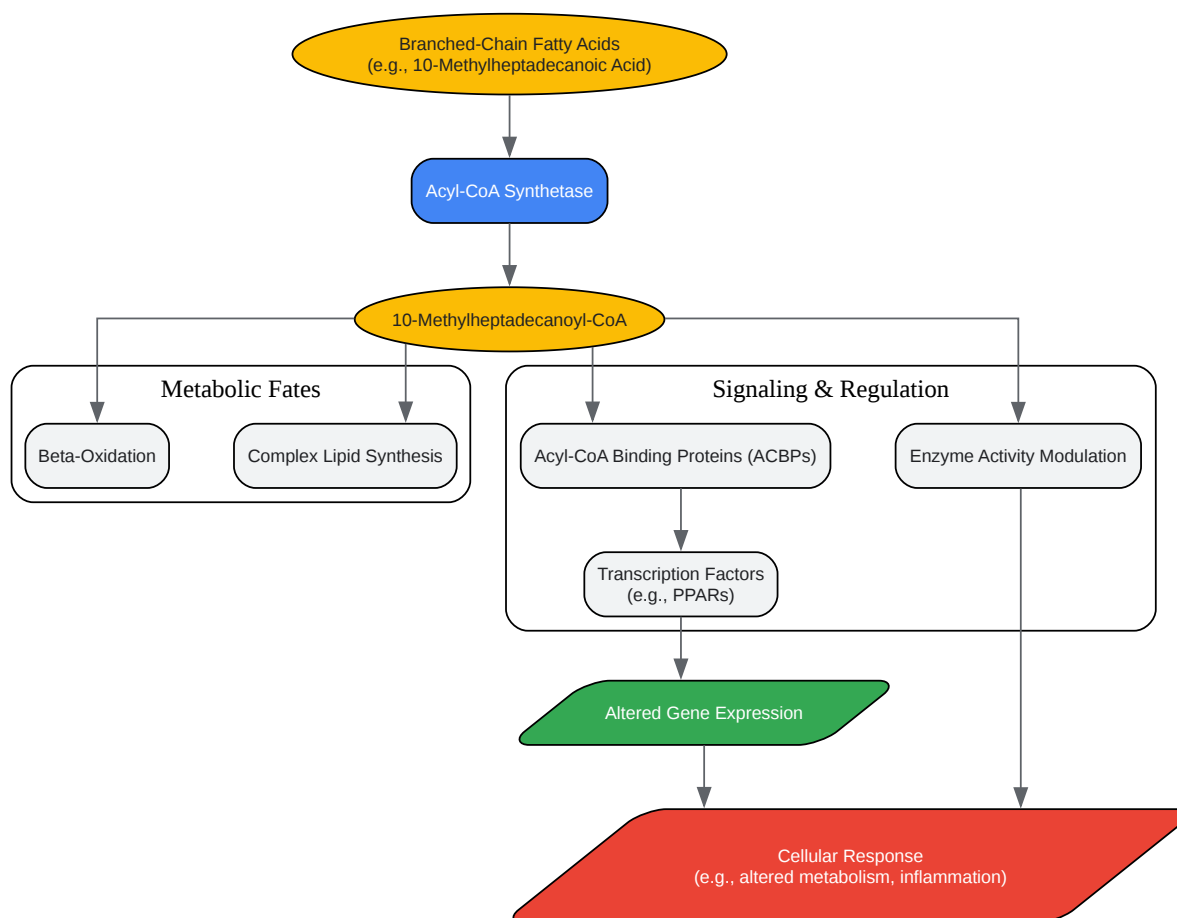 Branched-Chain Fatty Acids
(e.g., 10-Methylheptadecanoic Acid)
Acyl-CoA Synthetase
10-Methylheptadecanoyl-CoA
Metabolic Fates
Signaling & Regulation
Beta-Oxidation
Complex Lipid Synthesis
Acyl-CoA Binding Proteins (ACBPs)
Enzyme Activity Modulation
Transcription Factors
(e.g., PPARs)
Altered Gene Expression
Cellular Response
(e.g., altered metabolism, inflammation)